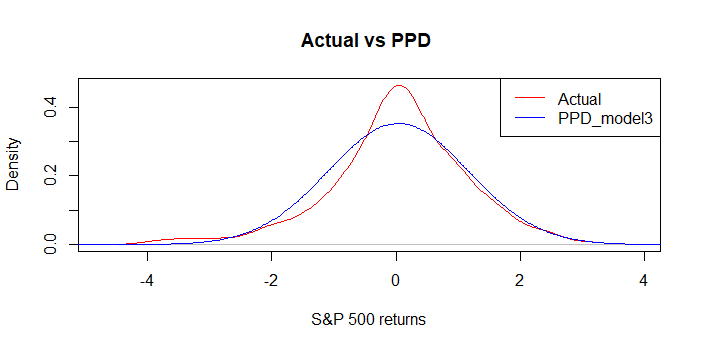 Actual vs PPD
Actual
PPD_model3
Density
0.4
0.2
0.0
-4 -2 0 2 4
S&P 500 returns